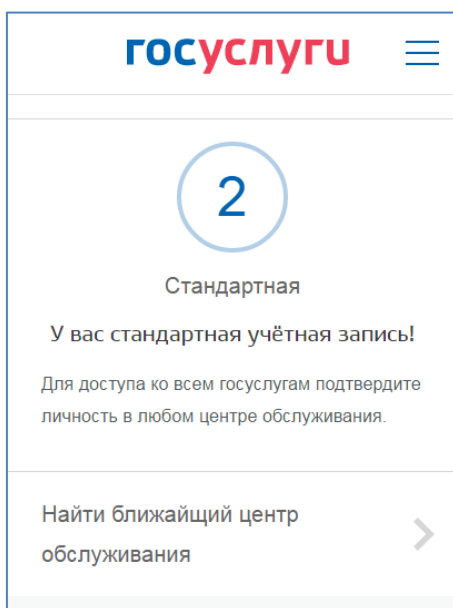 госуслуги
2
Стандартная
У вас стандартная учётная запись!
Для доступа ко всем госуслугам подтвердите
личность в любом центре обслуживания.
Найти ближайщий центр
обслуживания